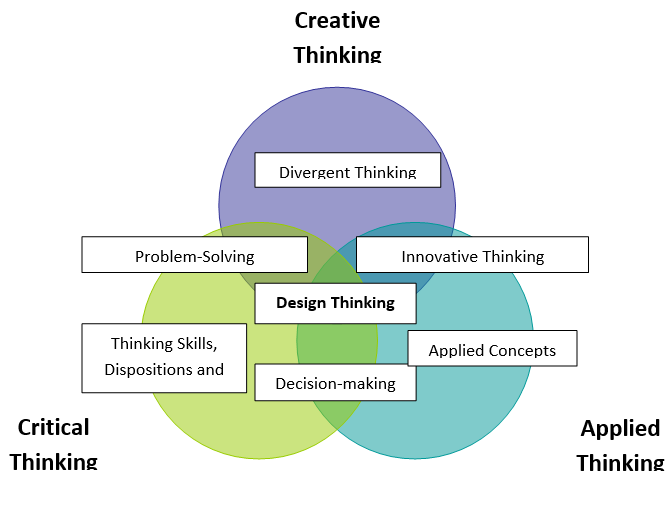 Creative
Thinking
Divergent Thinking
Problem-Solving
Innovative Thinking
Design Thinking
Thinking Skills,
Dispositions and
Applied Concepts
Decision-making
Critical
Thinking
Applied
Thinking